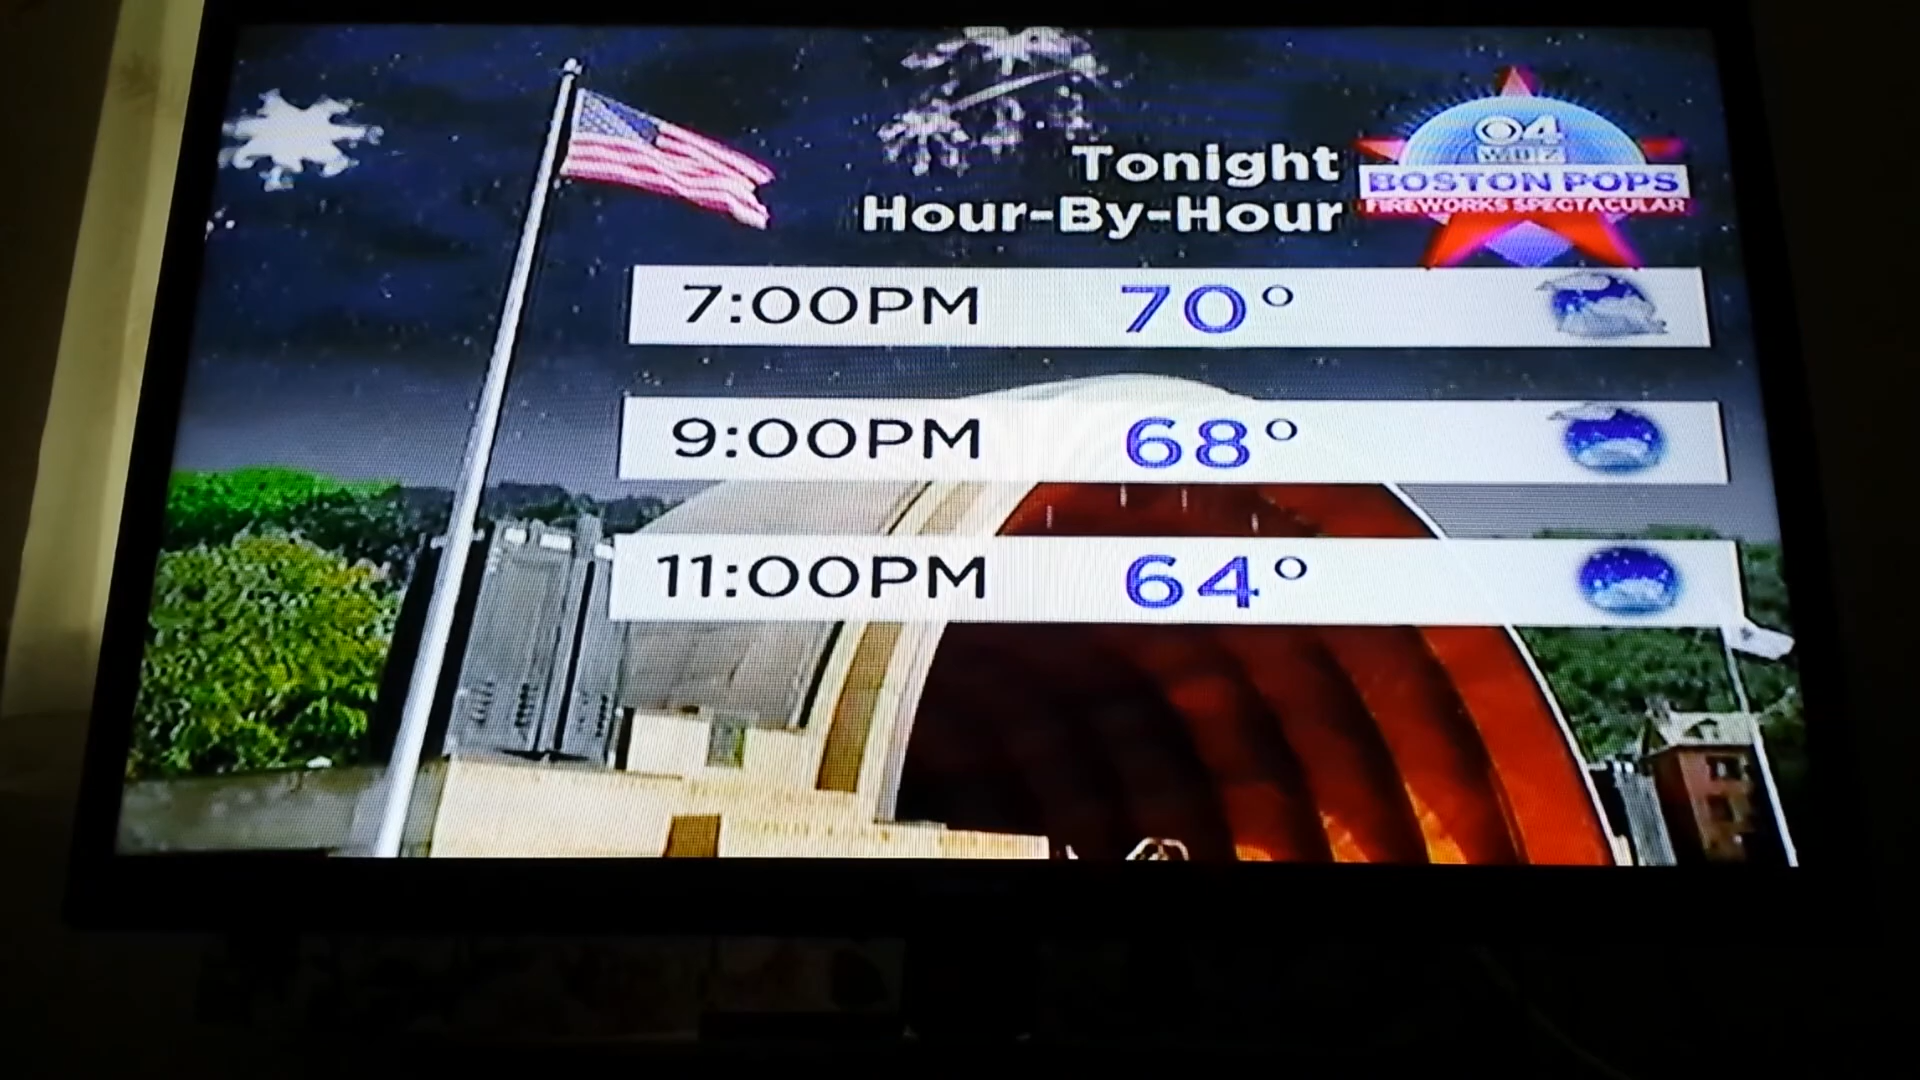 Tonight
Hour-By-Hour
4
WBZ
BOSTON POPS
FIREWORKS SPECTACULAR
7:00PM 70°
9:00PM 68°
11:00PM 64°